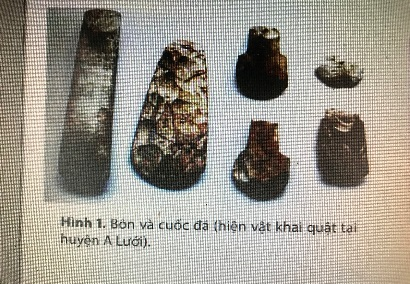 Hình 1. Bôn và cuốc đá (hiện vật khai quật tại
huyện A Lưới).